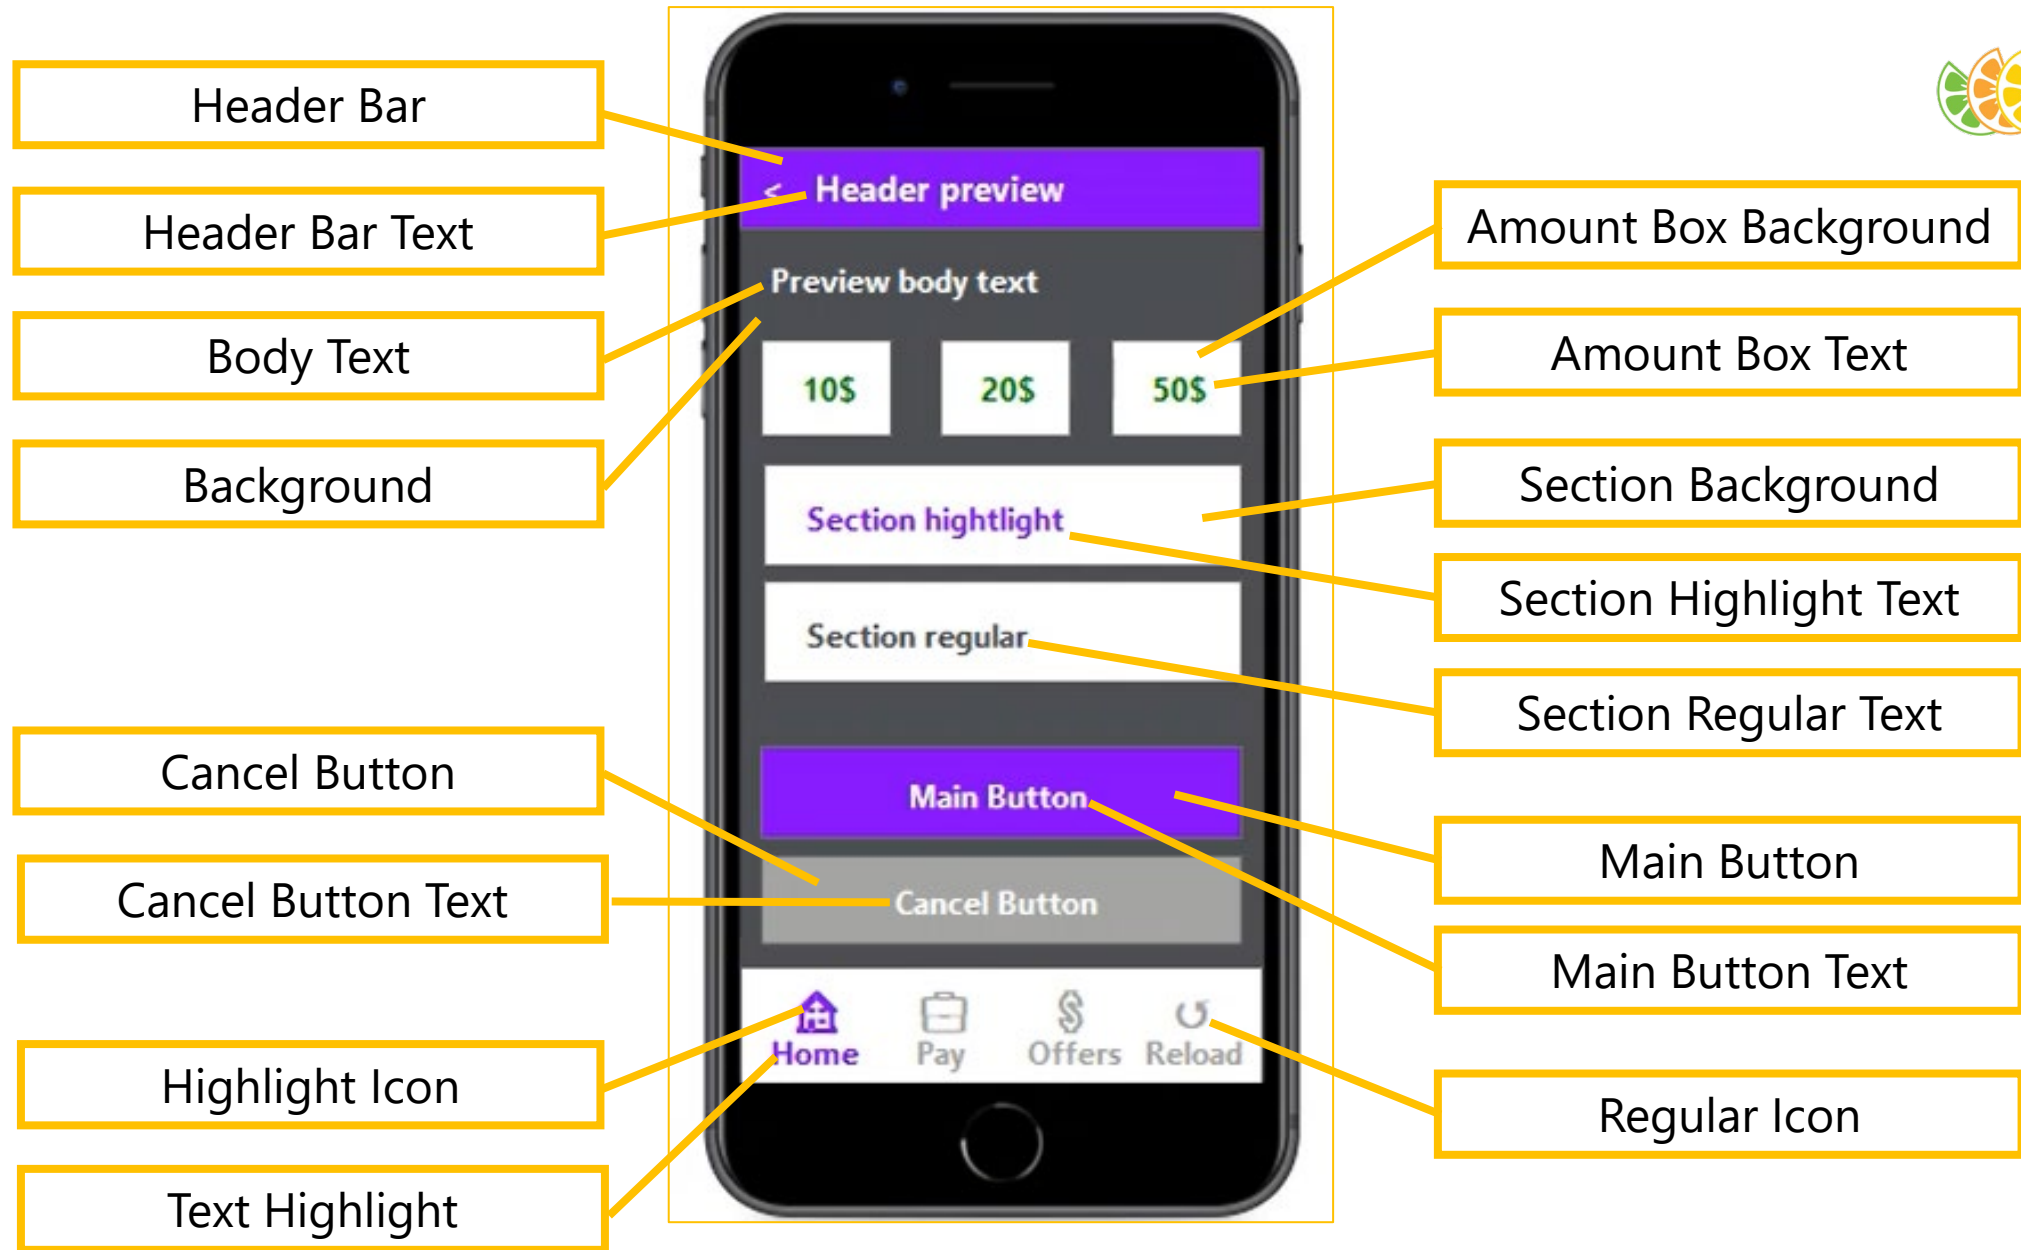 Header Bar
Header Bar Text
Body Text
Background
Cancel Button
Cancel Button Text
Highlight Icon
Text Highlight
< Header preview
Preview body text
10$ 20$ 50$
Section hightlight
Section regular
Main Button
Cancel Button
Home Pay Offers Reload
Amount Box Background
Amount Box Text
Section Background
Section Highlight Text
Section Regular Text
Main Button
Main Button Text
Regular Icon